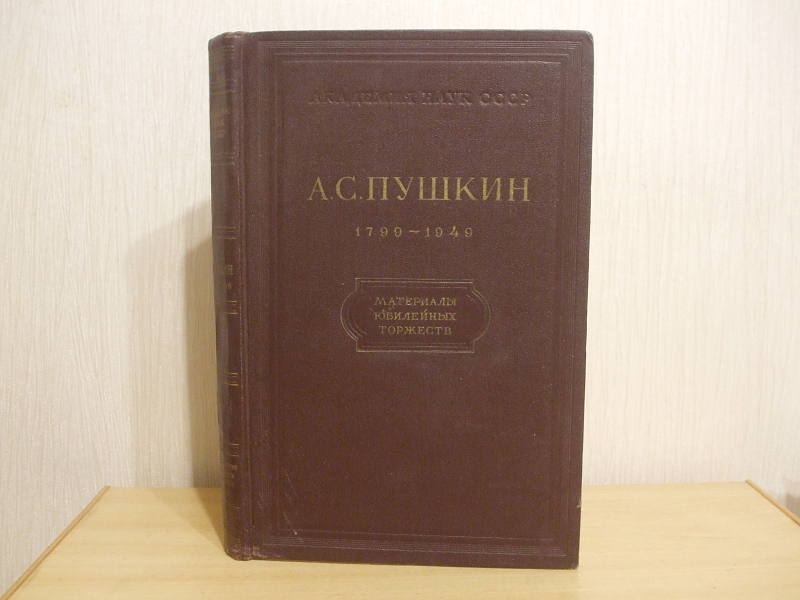 АКАДЕМИЯ НАУК СССР
А.С.ПУШКИН
1799-1949
МАТЕРИАЛЫ
ЮБИЛЕЙНЫХ
ТОРЖЕСТВ